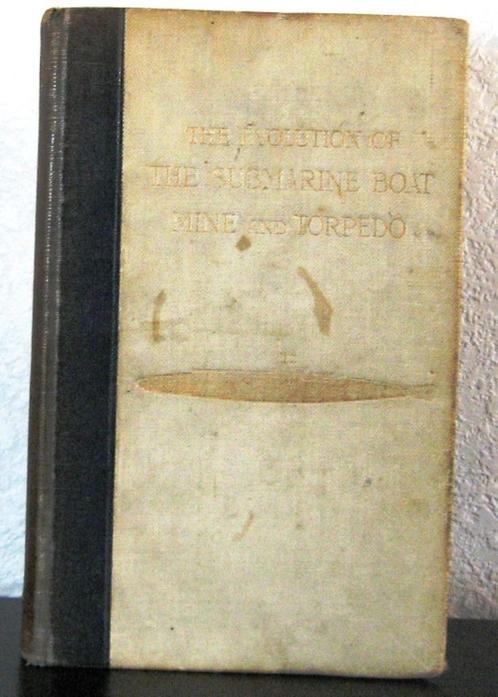 THE EVOLUTION OF
THE SUBMARINE BOAT
MINE AND TORPEDO